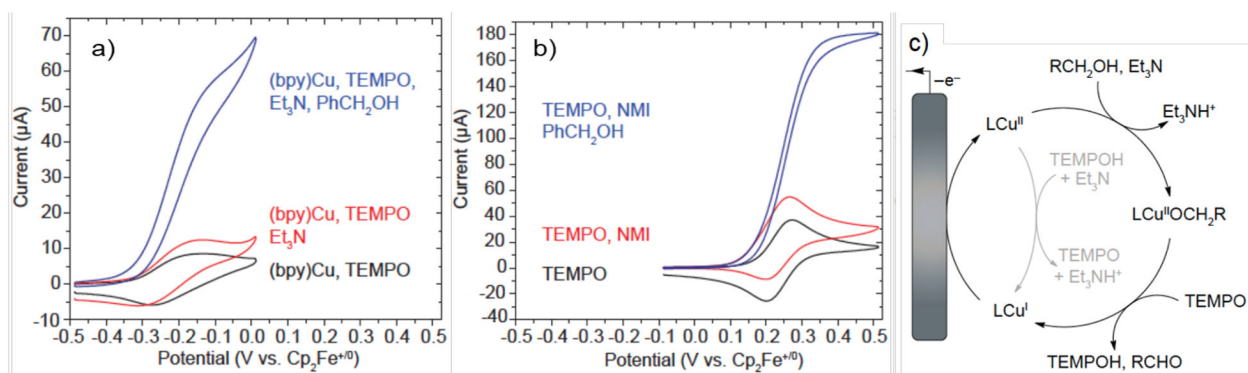 a)
Current (µA)
70
60
50
40
30
20
10
0
-10
(bpy)Cu, TEMPO,
Et₃N, PhCH₂OH
(bpy)Cu, TEMPO
Et₃N
(bpy)Cu, TEMPO
-0.5 -0.4 -0.3 -0.2 -0.1 0.0 0.1 0.2 0.3 0.4 0.5
Potential (V vs. Cp₂Fe⁺/⁰)
b)
Current (µA)
180
160
140
120
100
80
60
40
20
0
-20
-40
TEMPO, NMI
PhCH₂OH
TEMPO, NMI
TEMPO
-0.5 -0.4 -0.3 -0.2 -0.1 0.0 0.1 0.2 0.3 0.4 0.5
Potential (V vs. Cp₂Fe⁺/⁰)
c)
–e⁻
RCH₂OH, Et₃N
Et₃NH⁺
LCuᴵᴵ
TEMPOH
+ Et₃N
LCuᴵᴵOCH₂R
TEMPO
+ Et₃NH⁺
LCuᴵ
TEMPO
TEMPOH, RCHO